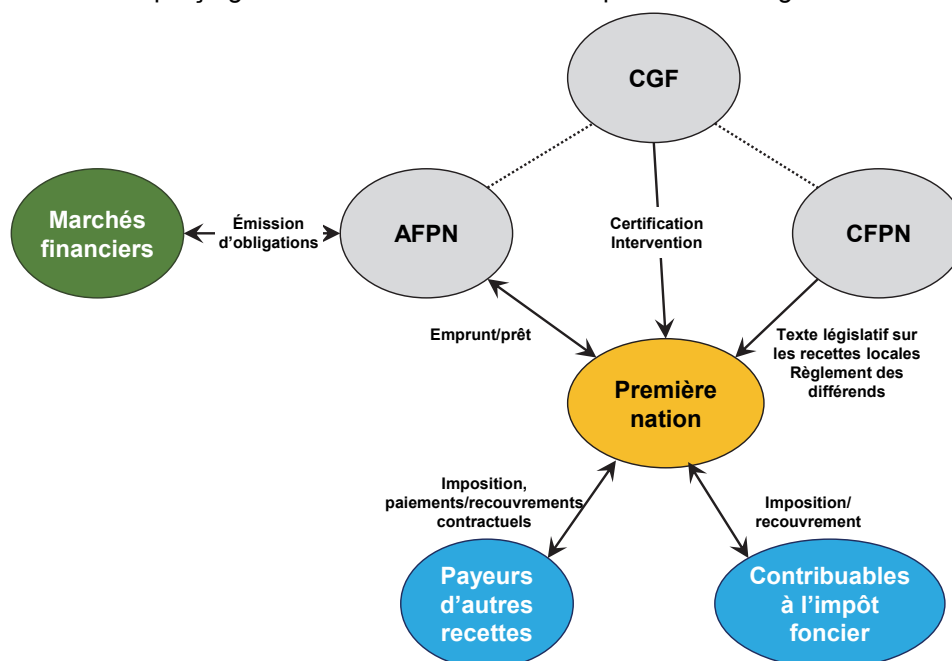 CGF
Marchés
financiers
Émission
d'obligations
AFPN
Certification
Intervention
CFPN
Emprunt/prêt
Texte législatif sur
les recettes locales
Règlement des
différends
Première
nation
Imposition,
paiements/recouvrements
contractuels
Imposition/
recouvrement
Payeurs
d'autres
recettes
Contribuables
à l'impôt
foncier